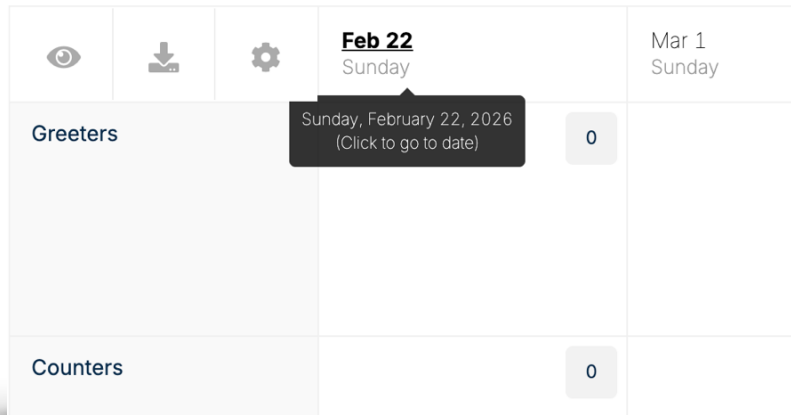 Feb 22
Sunday
Mar 1
Sunday
Sunday, February 22, 2026
(Click to go to date)
Greeters
0
Counters
0